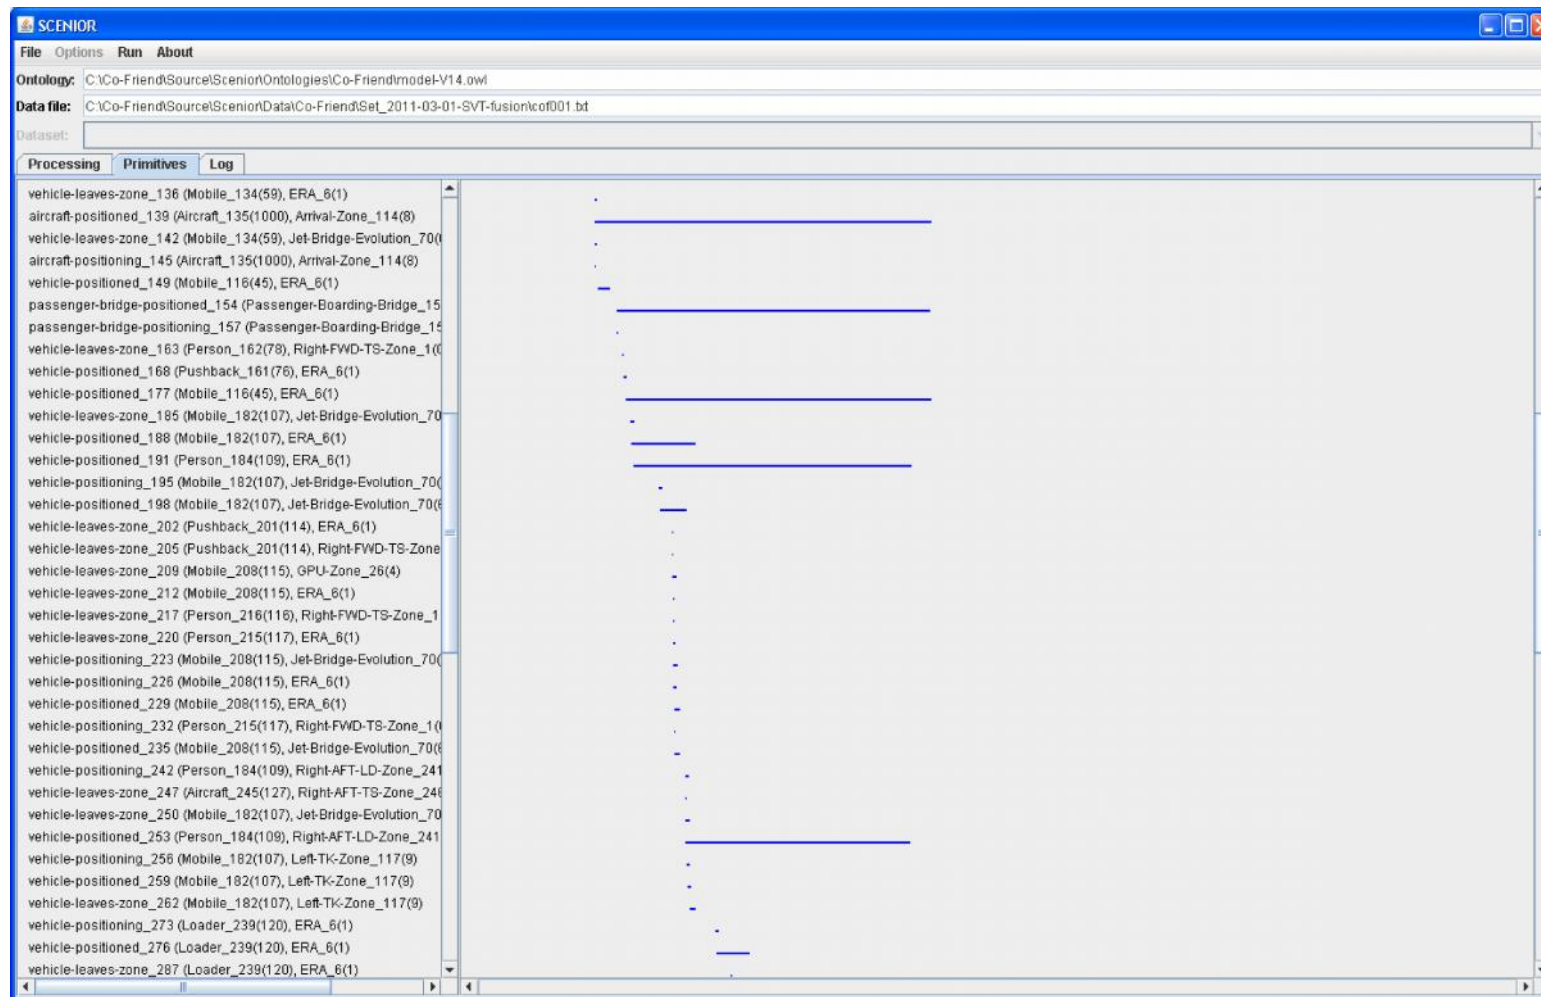 SCENIOR
File Options Run About
Ontology: C:\Co-Friend\Source\Scenior\Ontologies\Co-Friend\model-V14.owl
Data file: C:\Co-Friend\Source\Scenior\Data\Co-Friend\Set_2011-03-01-SVT-fusion\cof001.txt
Dataset:
Processing Primitives Log
vehicle-leaves-zone_136 (Mobile_134(59), ERA_6(1)
aircraft-positioned_139 (Aircraft_135(1000), Arrival-Zone_114(8)
vehicle-leaves-zone_142 (Mobile_134(59), Jet-Bridge-Evolution_70(
aircraft-positioning_145 (Aircraft_135(1000), Arrival-Zone_114(8)
vehicle-positioned_149 (Mobile_116(45), ERA_6(1)
passenger-bridge-positioned_154 (Passenger-Boarding-Bridge_15
passenger-bridge-positioning_157 (Passenger-Boarding-Bridge_15
vehicle-leaves-zone_163 (Person_162(78), Right-FWD-TS-Zone_1(0
vehicle-positioned_168 (Pushback_161(76), ERA_6(1)
vehicle-positioned_177 (Mobile_116(45), ERA_6(1)
vehicle-leaves-zone_185 (Mobile_182(107), Jet-Bridge-Evolution_70
vehicle-positioned_188 (Mobile_182(107), ERA_6(1)
vehicle-positioned_191 (Person_184(109), ERA_6(1)
vehicle-positioning_195 (Mobile_182(107), Jet-Bridge-Evolution_70(
vehicle-positioned_198 (Mobile_182(107), Jet-Bridge-Evolution_70(6
vehicle-leaves-zone_202 (Pushback_201(114), ERA_6(1)
vehicle-leaves-zone_205 (Pushback_201(114), Right-FWD-TS-Zone
vehicle-leaves-zone_209 (Mobile_208(115), GPU-Zone_26(4)
vehicle-leaves-zone_212 (Mobile_208(115), ERA_6(1)
vehicle-leaves-zone_217 (Person_216(116), Right-FWD-TS-Zone_1
vehicle-leaves-zone_220 (Person_215(117), ERA_6(1)
vehicle-positioning_223 (Mobile_208(115), Jet-Bridge-Evolution_70(
vehicle-positioning_226 (Mobile_208(115), ERA_6(1)
vehicle-positioned_229 (Mobile_208(115), ERA_6(1)
vehicle-positioning_232 (Person_215(117), Right-FWD-TS-Zone_1(
vehicle-positioned_235 (Mobile_208(115), Jet-Bridge-Evolution_70(6
vehicle-positioning_242 (Person_184(109), Right-AFT-LD-Zone_241
vehicle-leaves-zone_247 (Aircraft_245(127), Right-AFT-TS-Zone_246
vehicle-leaves-zone_250 (Mobile_182(107), Jet-Bridge-Evolution_70
vehicle-positioned_253 (Person_184(109), Right-AFT-LD-Zone_241
vehicle-positioning_256 (Mobile_182(107), Left-TK-Zone_117(9)
vehicle-positioned_259 (Mobile_182(107), Left-TK-Zone_117(9)
vehicle-leaves-zone_262 (Mobile_182(107), Left-TK-Zone_117(9)
vehicle-positioning_273 (Loader_239(120), ERA_6(1)
vehicle-positioned_276 (Loader_239(120), ERA_6(1)
vehicle-leaves-zone_287 (Loader_239(120), ERA_6(1)